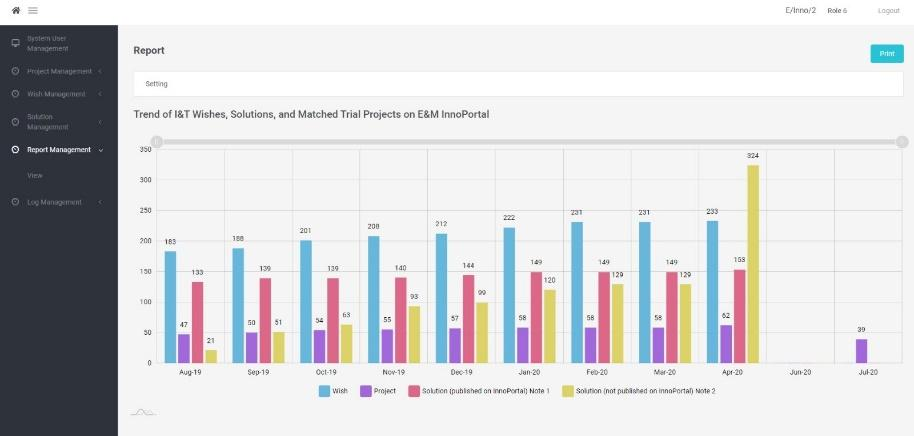 E/Inno/2 Role 6 Logout
System User
Management
Project Management
Wish Management
Solution
Management
Report Management
View
Log Management
Report
Print
Setting
Trend of I&T Wishes, Solutions, and Matched Trial Projects on E&M InnoPortal
350
300
250
200
150
100
50
0
183 47 133 21
188 50 139 51
201 54 139 63
208 55 140 93
212 57 144 99
222 58 149 120
231 58 149 129
231 58 149 129
233 62 153 324
39
Aug-19 Sep-19 Oct-19 Nov-19 Dec-19 Jan-20 Feb-20 Mar-20 Apr-20 Jun-20 Jul-20
Wish Project Solution (published on InnoPortal) Note 1 Solution (not published on InnoPortal) Note 2